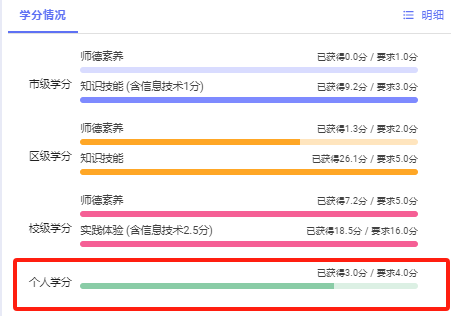 学分情况
明细
市级学分
师德素养
已获得0.0分 / 要求1.0分
知识技能 (含信息技术1分)
已获得9.2分 / 要求3.0分
区级学分
师德素养
已获得1.3分 / 要求2.0分
知识技能
已获得26.1分 / 要求5.0分
校级学分
师德素养
已获得7.2分 / 要求5.0分
实践体验 (含信息技术2.5分)
已获得18.5分 / 要求16.0分
个人学分
已获得3.0分 / 要求4.0分